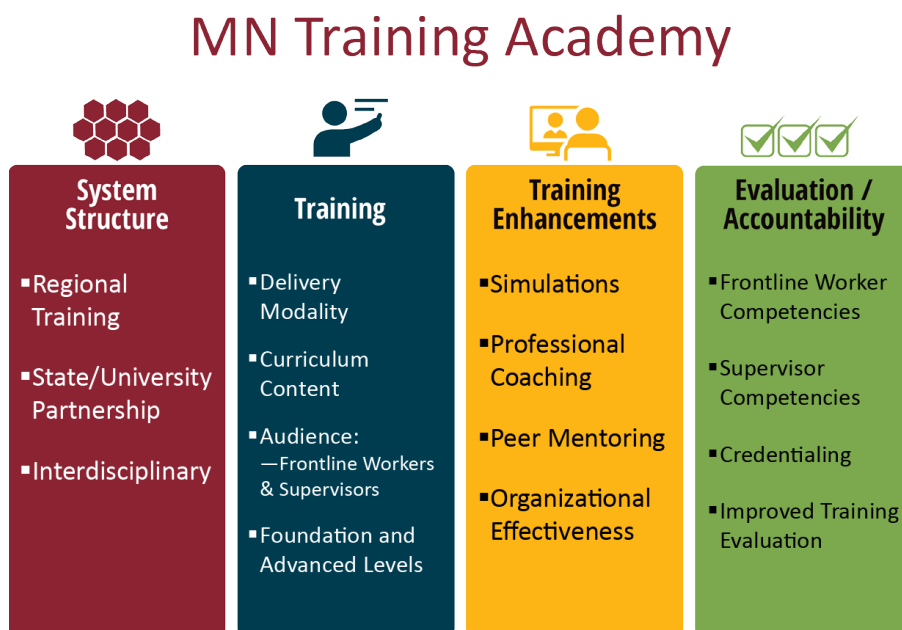 MN Training Academy
System
Structure
▪Regional
Training
▪State/University
Partnership
▪Interdisciplinary
Training
▪Delivery
Modality
▪Curriculum
Content
▪Audience:
—Frontline Workers
& Supervisors
▪Foundation and
Advanced Levels
Training
Enhancements
▪Simulations
▪Professional
Coaching
▪Peer Mentoring
▪Organizational
Effectiveness
Evaluation /
Accountability
▪Frontline Worker
Competencies
▪Supervisor
Competencies
▪Credentialing
▪Improved Training
Evaluation